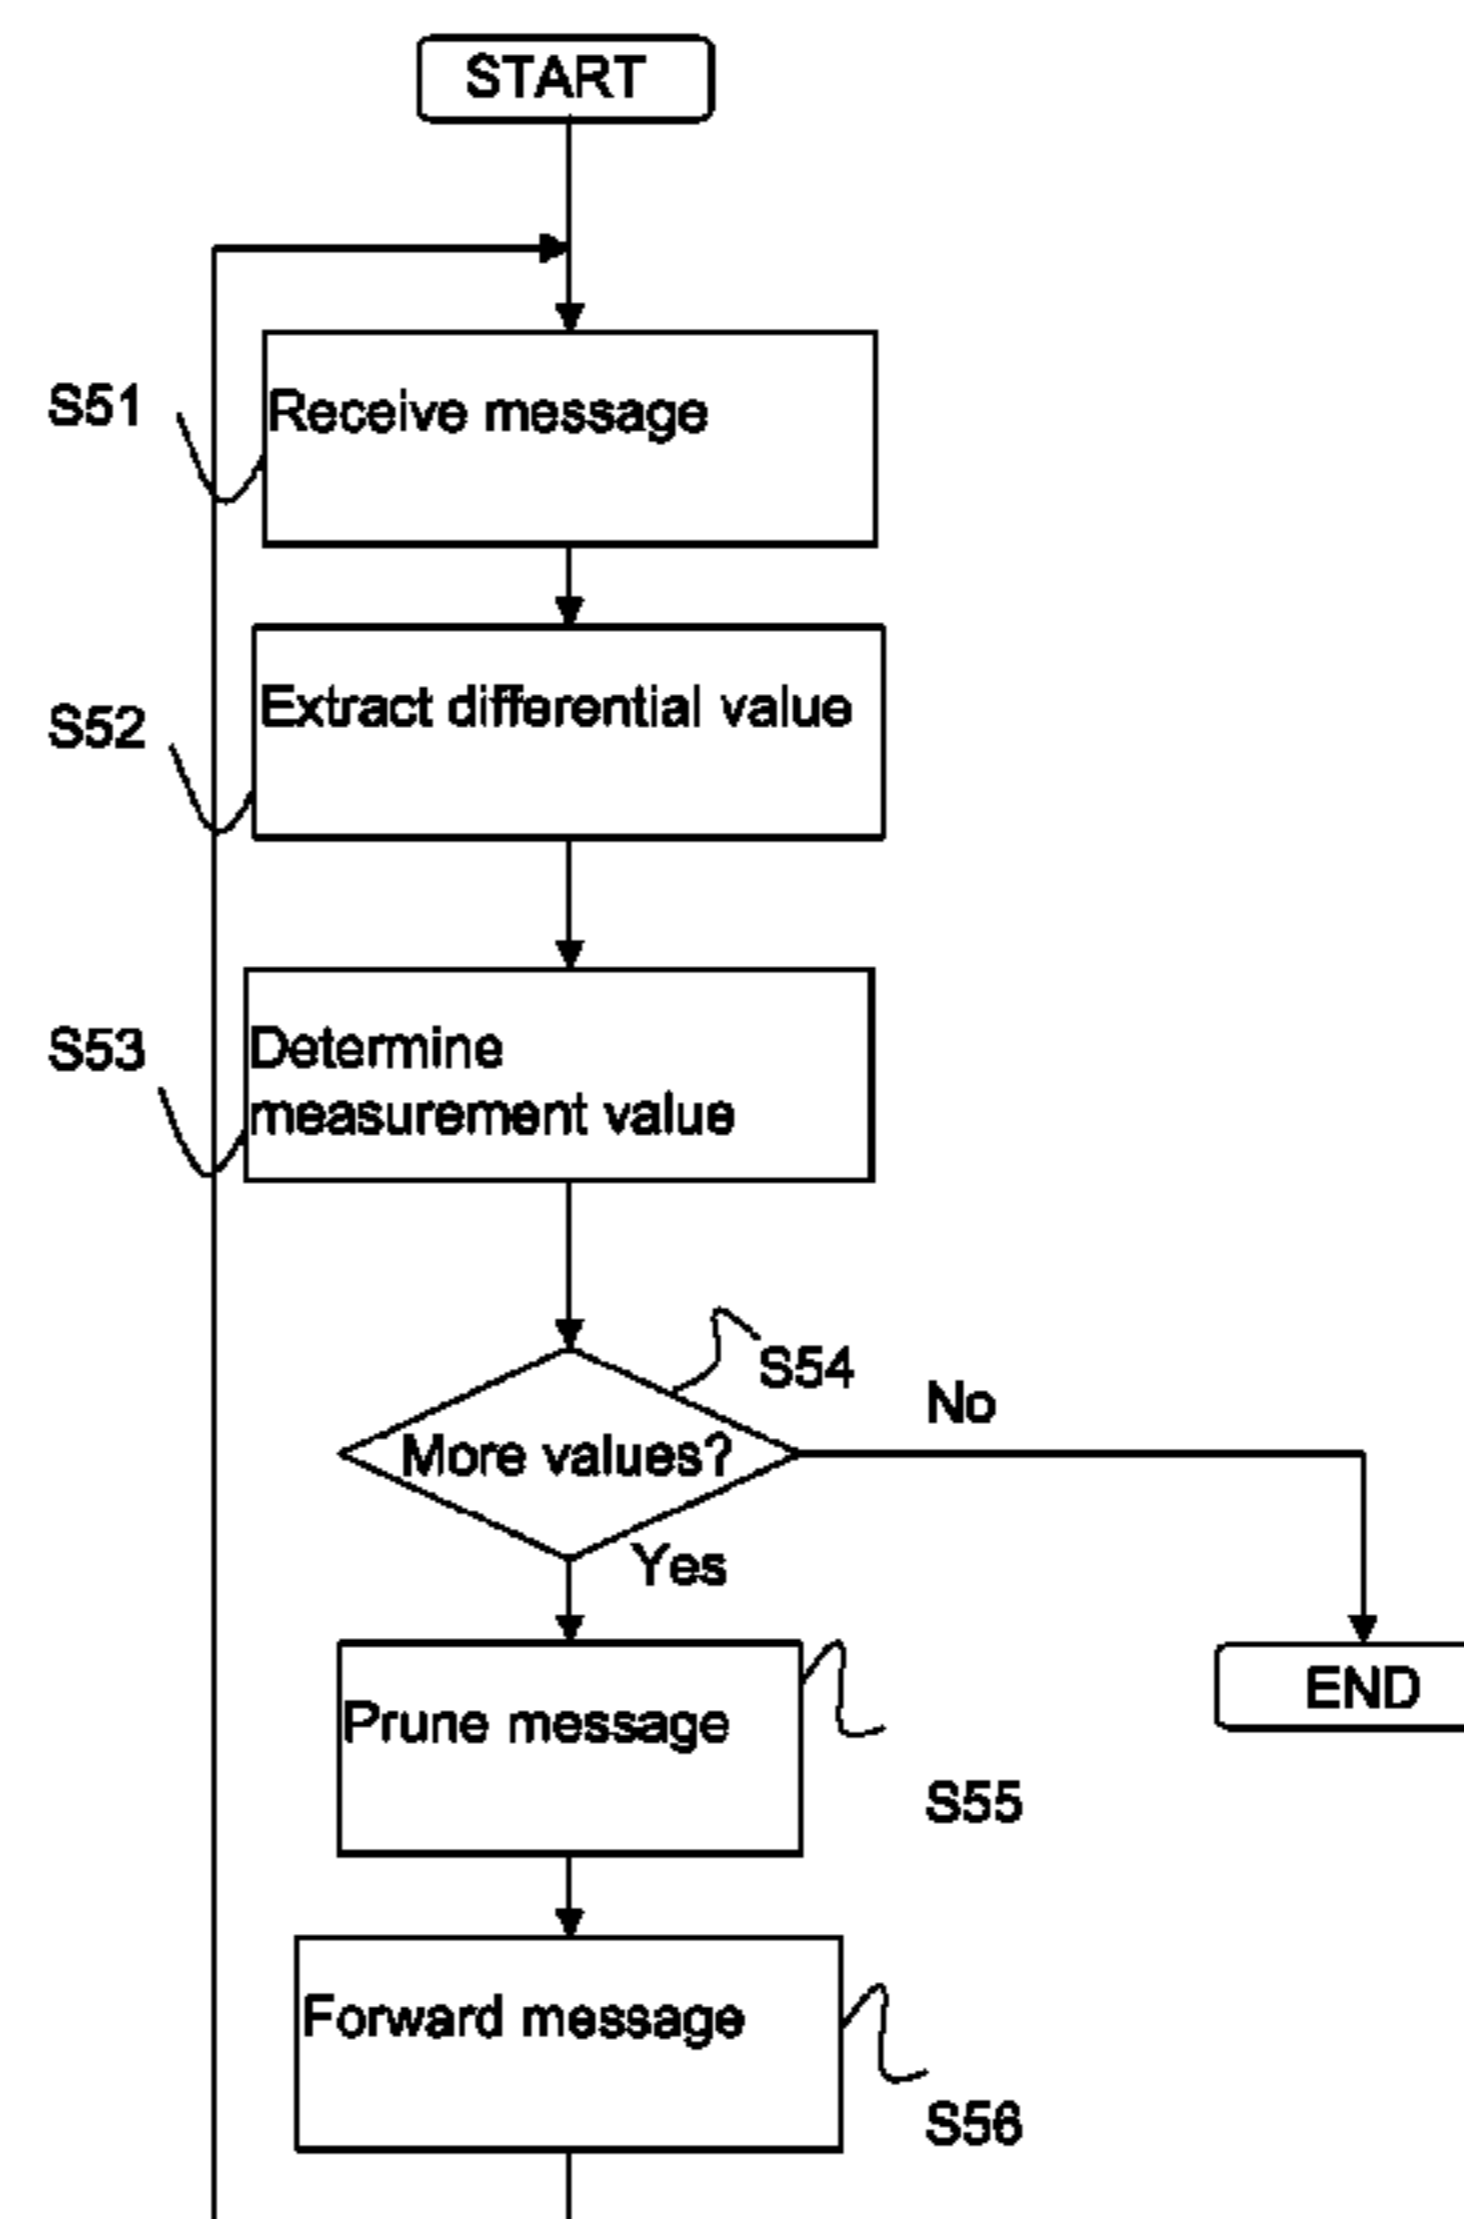 START
S51
Receive message
S52
Extract differential value
S53
Determine
measurement value
S54
No
More values?
Yes
END
Prune message
S55
Forward message
S56